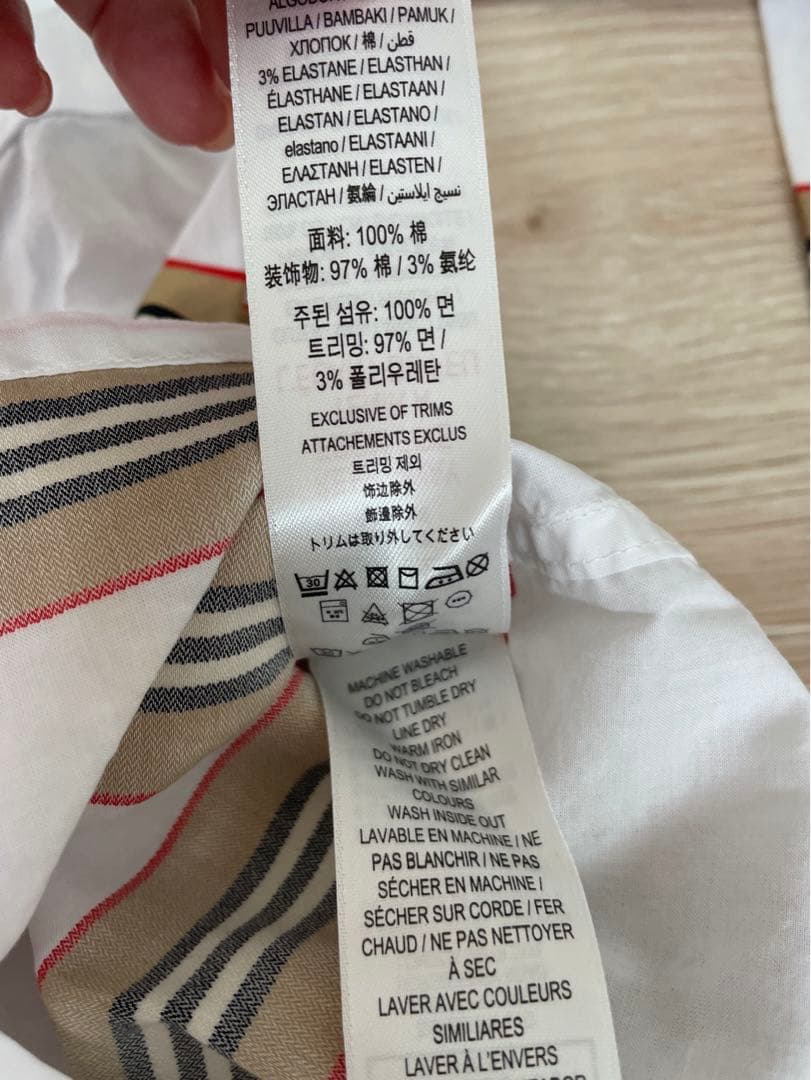 PUUVILLA / BAMBAKI / PAMUK /
ХЛОПОК / 棉 / قطن /
3% ELASTANE / ELASTHAN /
ÉLASTHANE / ELASTAAN /
ELASTAN / ELASTANO /
elastano / ELASTAANI /
ΕΛΑΣΤΑΝΗ / ELASTEN /
ЭЛАСТАН / 氨綸 / نسيج ايلاستين /
面料: 100% 棉
装饰物: 97% 棉 / 3% 氨纶
주된 섬유: 100% 면
트리밍: 97% 면 /
3% 폴리우레탄
EXCLUSIVE OF TRIMS
ATTACHEMENTS EXCLUS
트리밍 제외
饰边除外
飾邊除外
トリムは取り外してください
30
MACHINE WASHABLE
DO NOT BLEACH
DO NOT TUMBLE DRY
LINE DRY
WARM IRON
DO NOT DRY CLEAN
WASH WITH SIMILAR
COLOURS
WASH INSIDE OUT
LAVABLE EN MACHINE / NE
PAS BLANCHIR / NE PAS
SÉCHER EN MACHINE /
SÉCHER SUR CORDE / FER
CHAUD / NE PAS NETTOYER
À SEC
LAVER AVEC COULEURS
SIMILIARES
LAVER À L'ENVERS